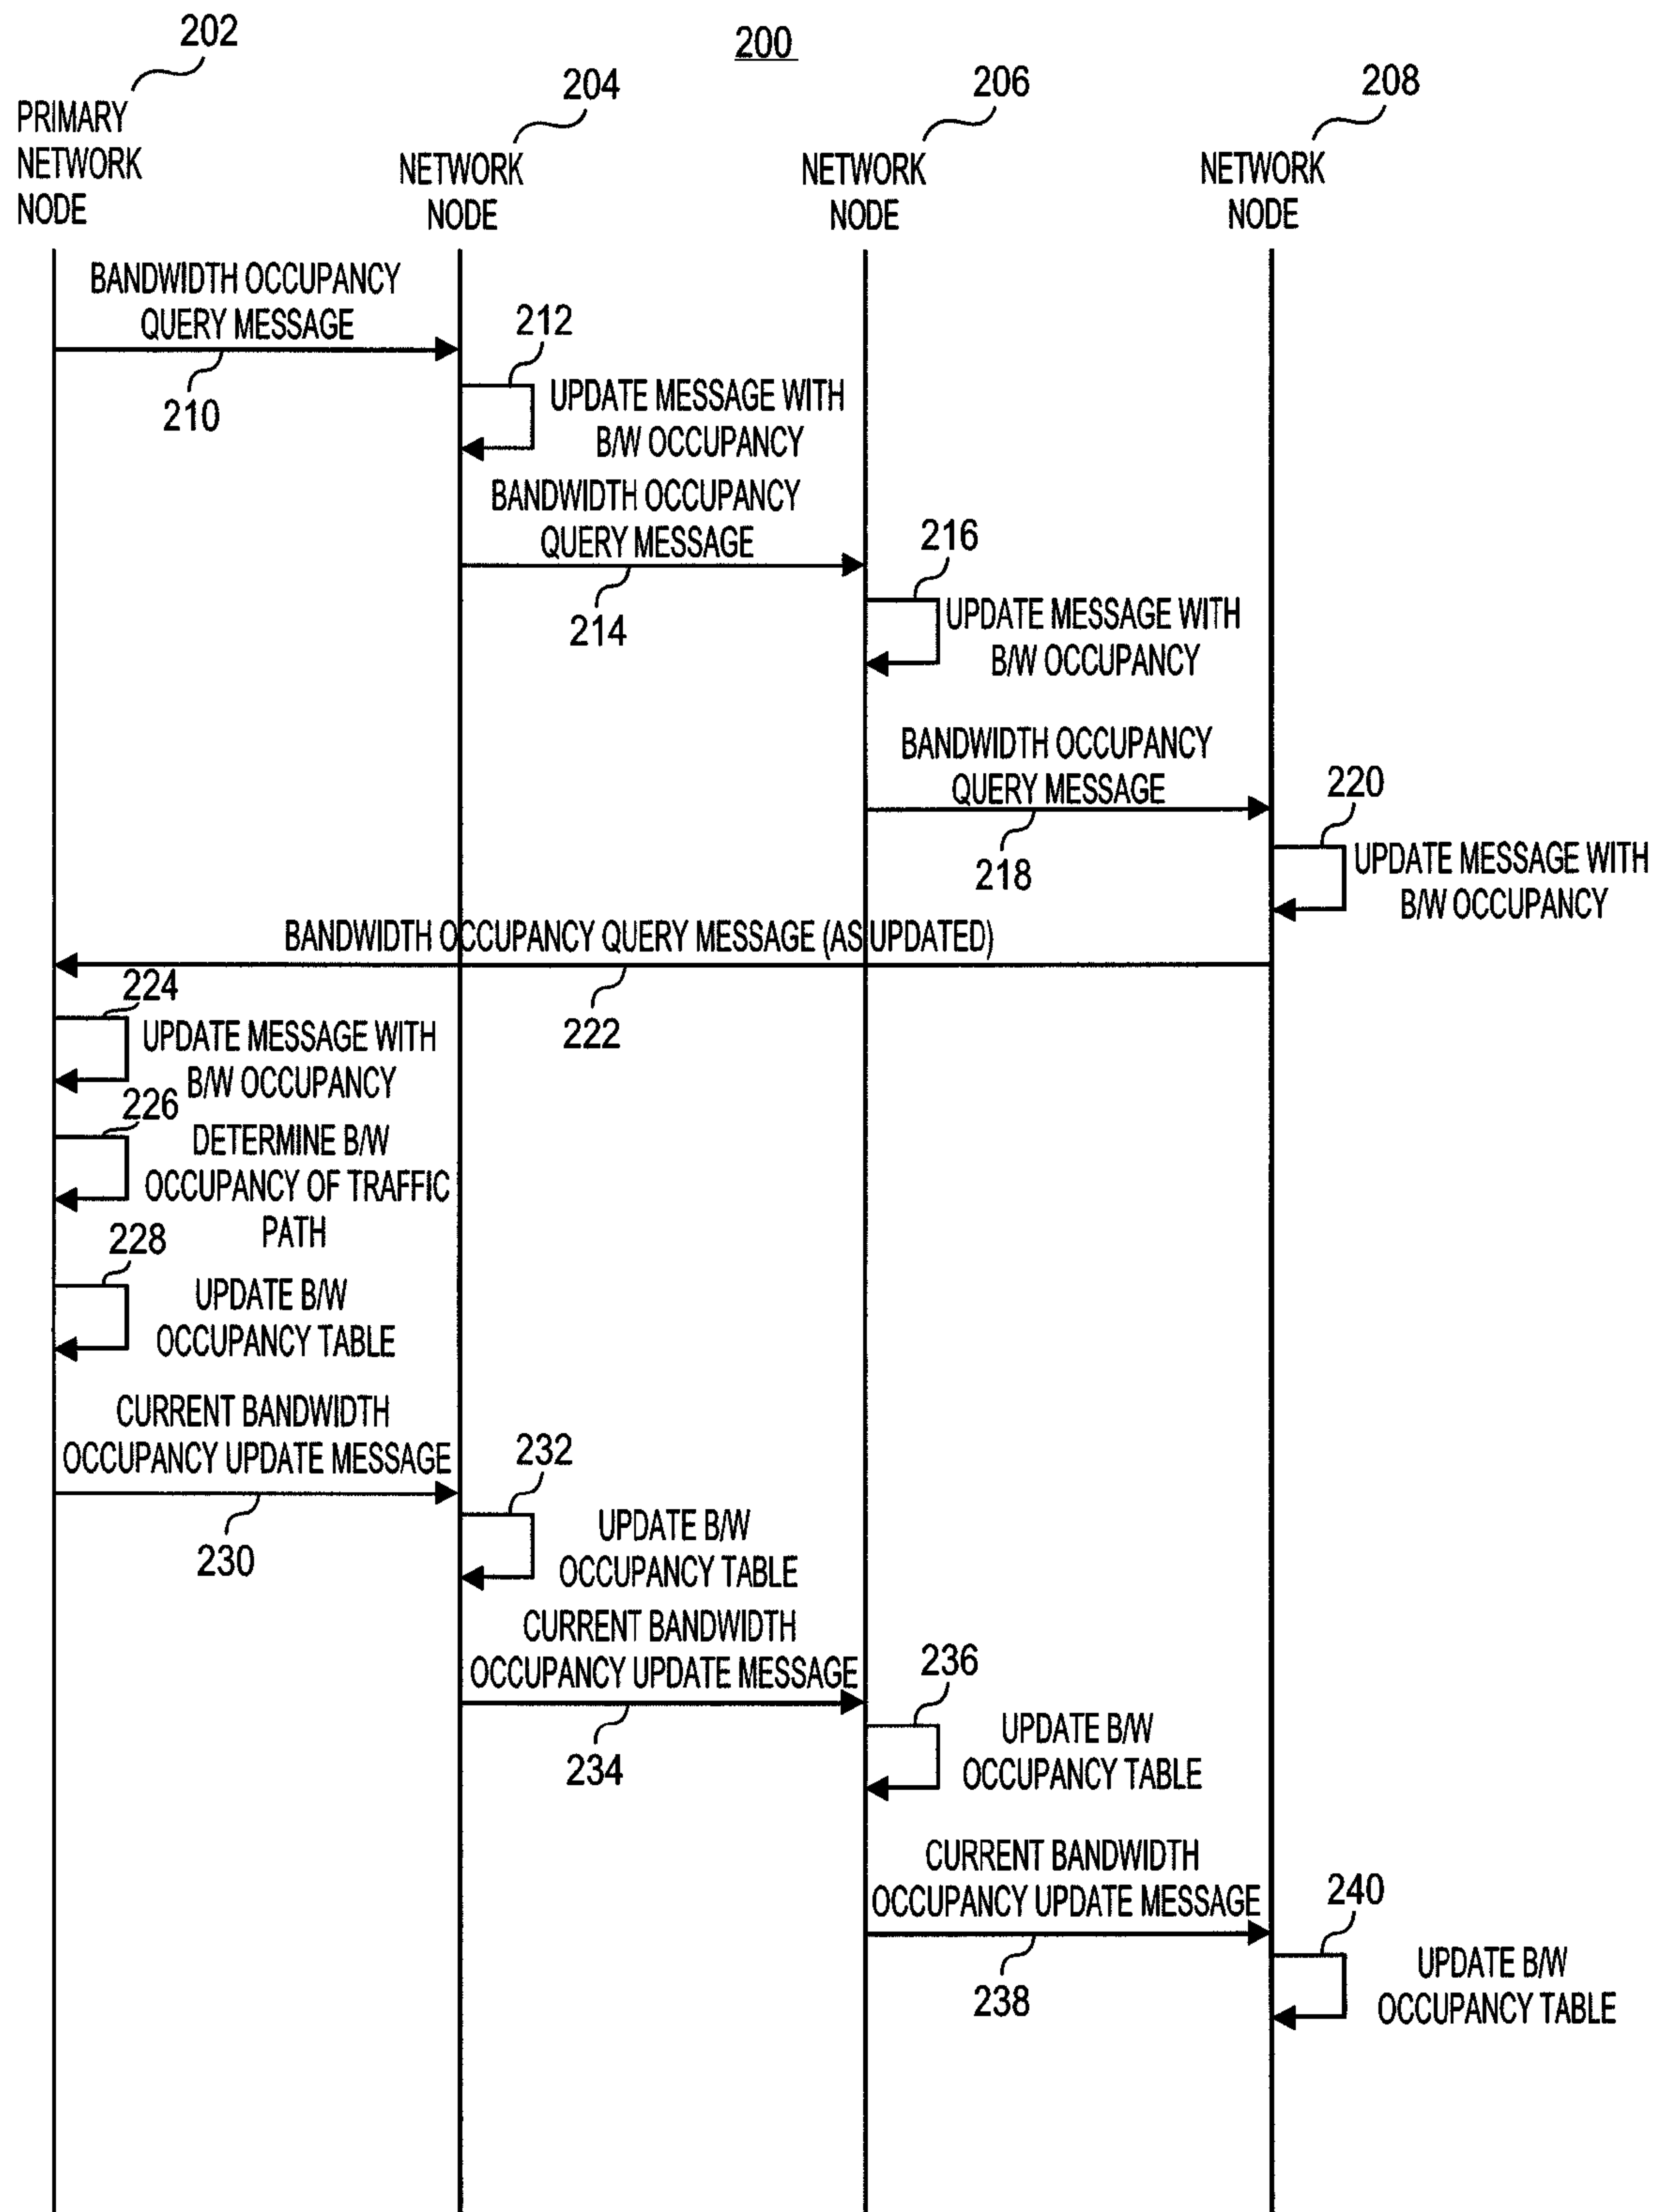 200
202
PRIMARY
NETWORK
NODE
204
NETWORK
NODE
206
NETWORK
NODE
208
NETWORK
NODE
BANDWIDTH OCCUPANCY
QUERY MESSAGE
210
212
UPDATE MESSAGE WITH
B/W OCCUPANCY
BANDWIDTH OCCUPANCY
QUERY MESSAGE
214
216
UPDATE MESSAGE WITH
B/W OCCUPANCY
BANDWIDTH OCCUPANCY
QUERY MESSAGE
218
220
UPDATE MESSAGE WITH
B/W OCCUPANCY
BANDWIDTH OCCUPANCY QUERY MESSAGE (AS UPDATED)
222
224
UPDATE MESSAGE WITH
B/W OCCUPANCY
226
DETERMINE B/W
OCCUPANCY OF TRAFFIC
PATH
228
UPDATE B/W
OCCUPANCY TABLE
CURRENT BANDWIDTH
OCCUPANCY UPDATE MESSAGE
230
232
UPDATE B/W
OCCUPANCY TABLE
CURRENT BANDWIDTH
OCCUPANCY UPDATE MESSAGE
234
236
UPDATE B/W
OCCUPANCY TABLE
CURRENT BANDWIDTH
OCCUPANCY UPDATE MESSAGE
238
240
UPDATE B/W
OCCUPANCY TABLE